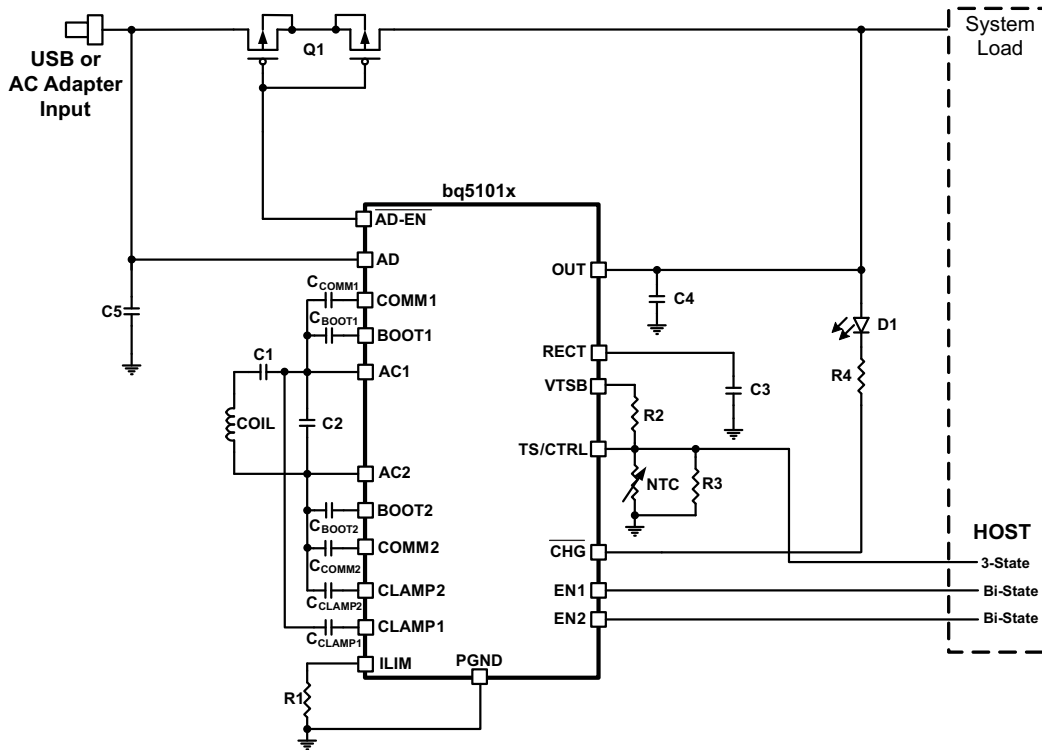 System
Load
Q1
USB or
AC Adapter
Input
bq5101x
AD-EN
AD
OUT
C_COMM1
COMM1
C4
C5
C_BOOT1
BOOT1
D1
RECT
C1
AC1
R4
VTSB
C3
COIL
C2
R2
TS/CTRL
AC2
NTC
R3
BOOT2
C_BOOT2
HOST
COMM2
CHG
C_COMM2
3-State
CLAMP2
EN1
Bi-State
C_CLAMP2
CLAMP1
EN2
Bi-State
C_CLAMP1
ILIM
PGND
R1